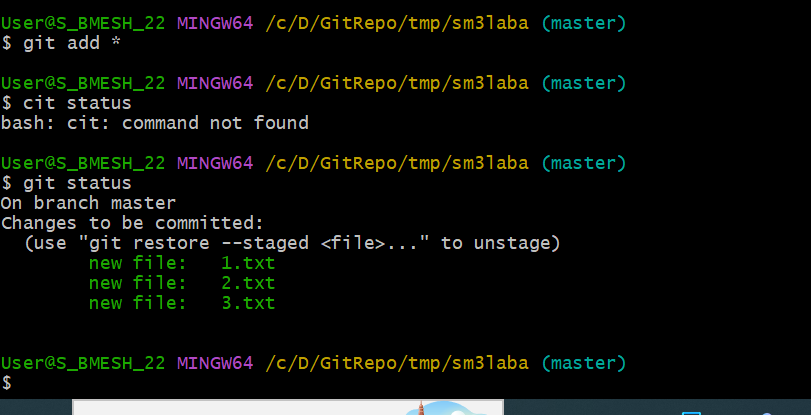 User@S_BMESH_22 MINGW64 /c/D/GitRepo/tmp/sm3laba (master)
$ git add *
User@S_BMESH_22 MINGW64 /c/D/GitRepo/tmp/sm3laba (master)
$ cit status
bash: cit: command not found
User@S_BMESH_22 MINGW64 /c/D/GitRepo/tmp/sm3laba (master)
$ git status
On branch master
Changes to be committed:
  (use "git restore --staged <file>..." to unstage)
        new file:   1.txt
        new file:   2.txt
        new file:   3.txt
User@S_BMESH_22 MINGW64 /c/D/GitRepo/tmp/sm3laba (master)
$